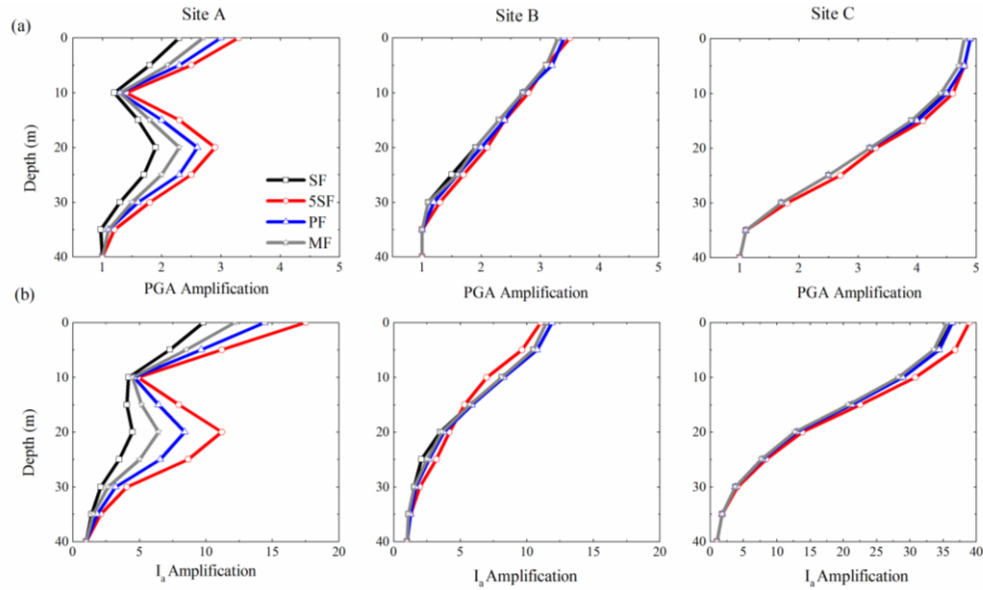 (a)
Site A
Site B
Site C
0
10
20
30
40
Depth (m)
SF
5SF
PF
MF
1 2 3 4 5
PGA Amplification
0
10
20
30
40
1 2 3 4 5
PGA Amplification
0
10
20
30
40
1 2 3 4 5
PGA Amplification
(b)
0
10
20
30
40
Depth (m)
0 5 10 15 20
Ia Amplification
0
10
20
30
40
0 5 10 15 20
Ia Amplification
0
10
20
30
40
0 5 10 15 20 25 30 35 40
Ia Amplification